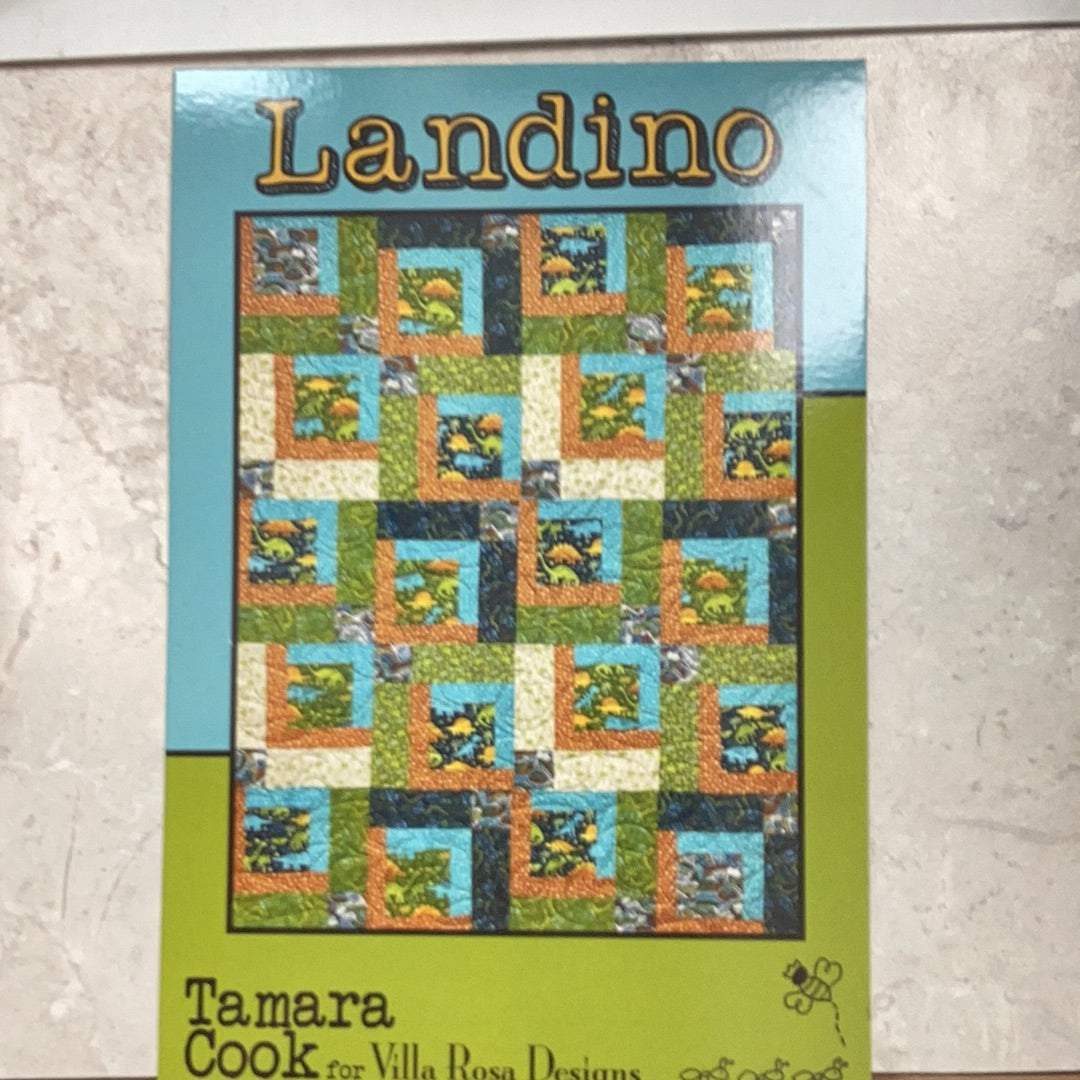 Landino
Tamara
Cook for Villa Rosa Designs